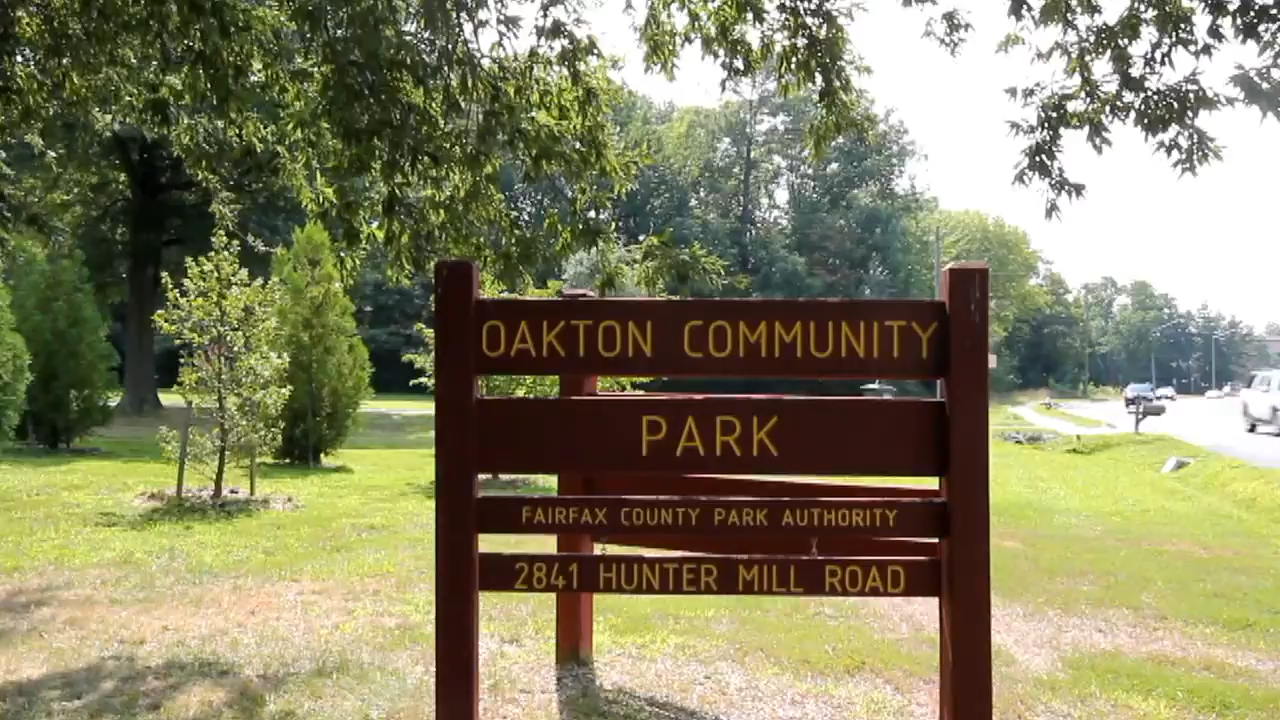 OAKTON COMMUNITY
PARK
FAIRFAX COUNTY PARK AUTHORITY
2841 HUNTER MILL ROAD